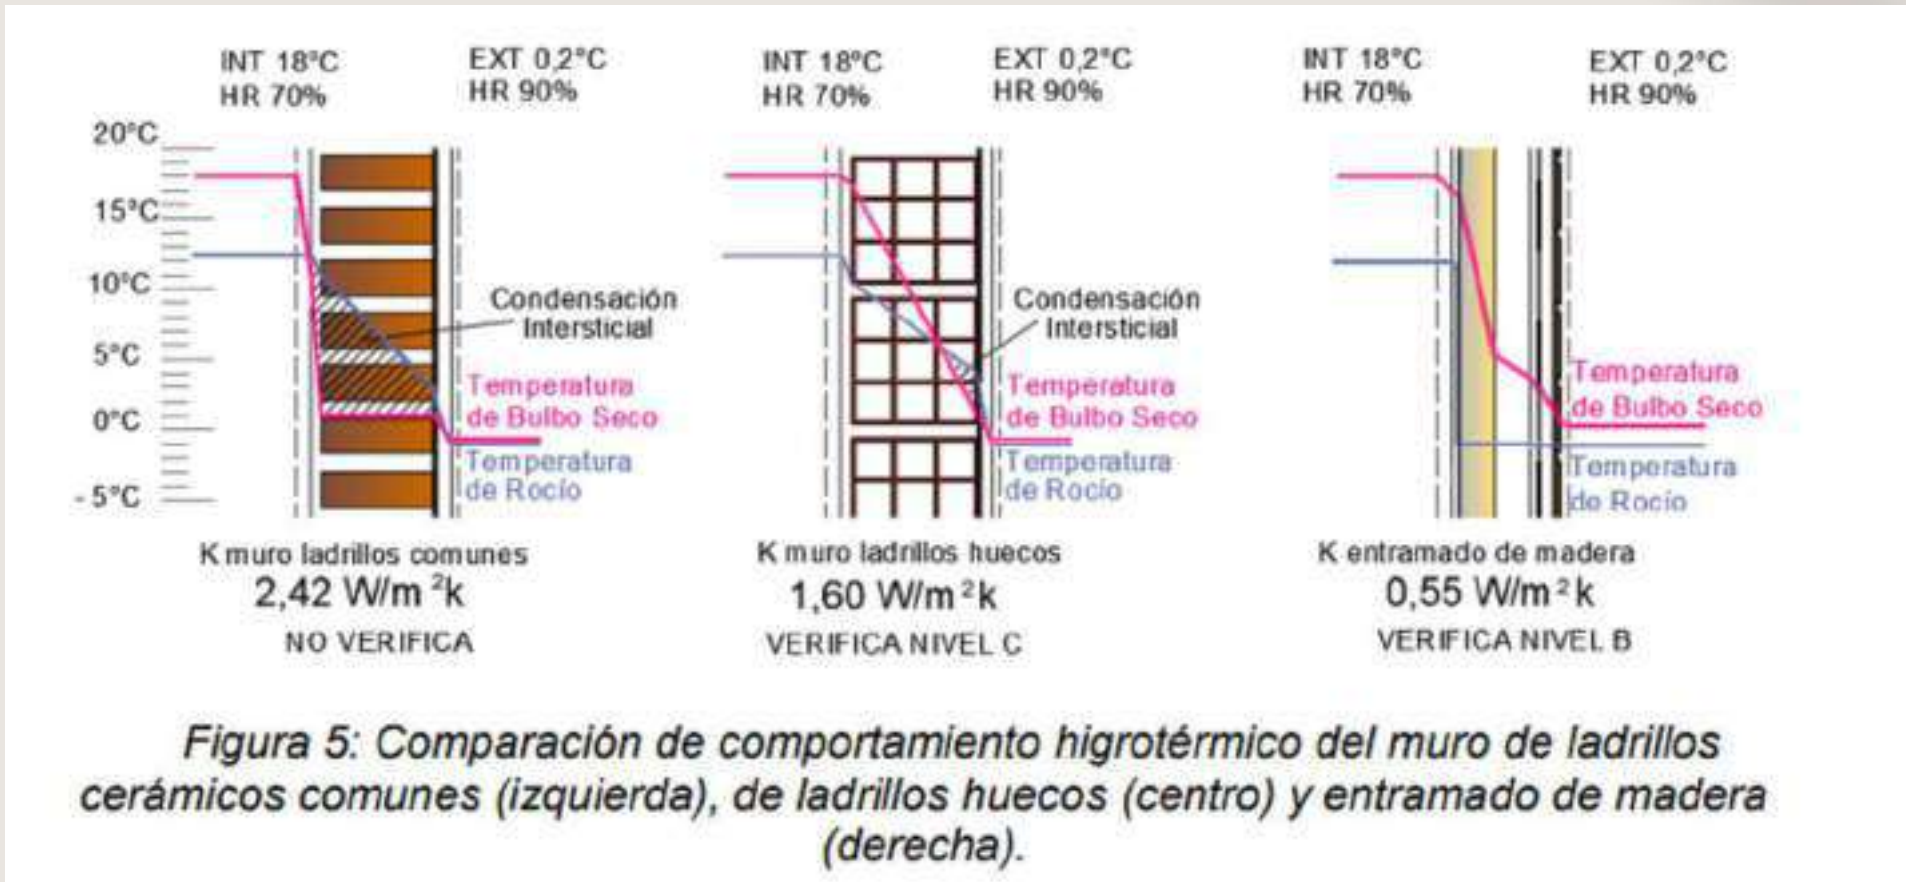 INT 18°C
HR 70%
EXT 0,2°C
HR 90%
20°C
15°C
10°C
5°C
0°C
- 5°C
Condensación
Intersticial
Temperatura
de Bulbo Seco
Temperatura
de Rocío
K muro ladrillos comunes
2,42 W/m²k
NO VERIFICA
INT 18ºC
HR 70%
EXT 0,2°C
HR 90%
Condensación
Intersticial
Temperatura
de Bulbo Seco
Temperatura
de Rocío
K muro ladrillos huecos
1,60 W/m²k
VERIFICA NIVEL C
INT 18°C
HR 70%
EXT 0,2°C
HR 90%
Temperatura
de Bulbo Seco
Temperatura
de Rocío
K entramado de madera
0,55 W/m²k
VERIFICA NIVEL B
Figura 5: Comparación de comportamiento higrotérmico del muro de ladrillos
cerámicos comunes (izquierda), de ladrillos huecos (centro) y entramado de madera
(derecha).